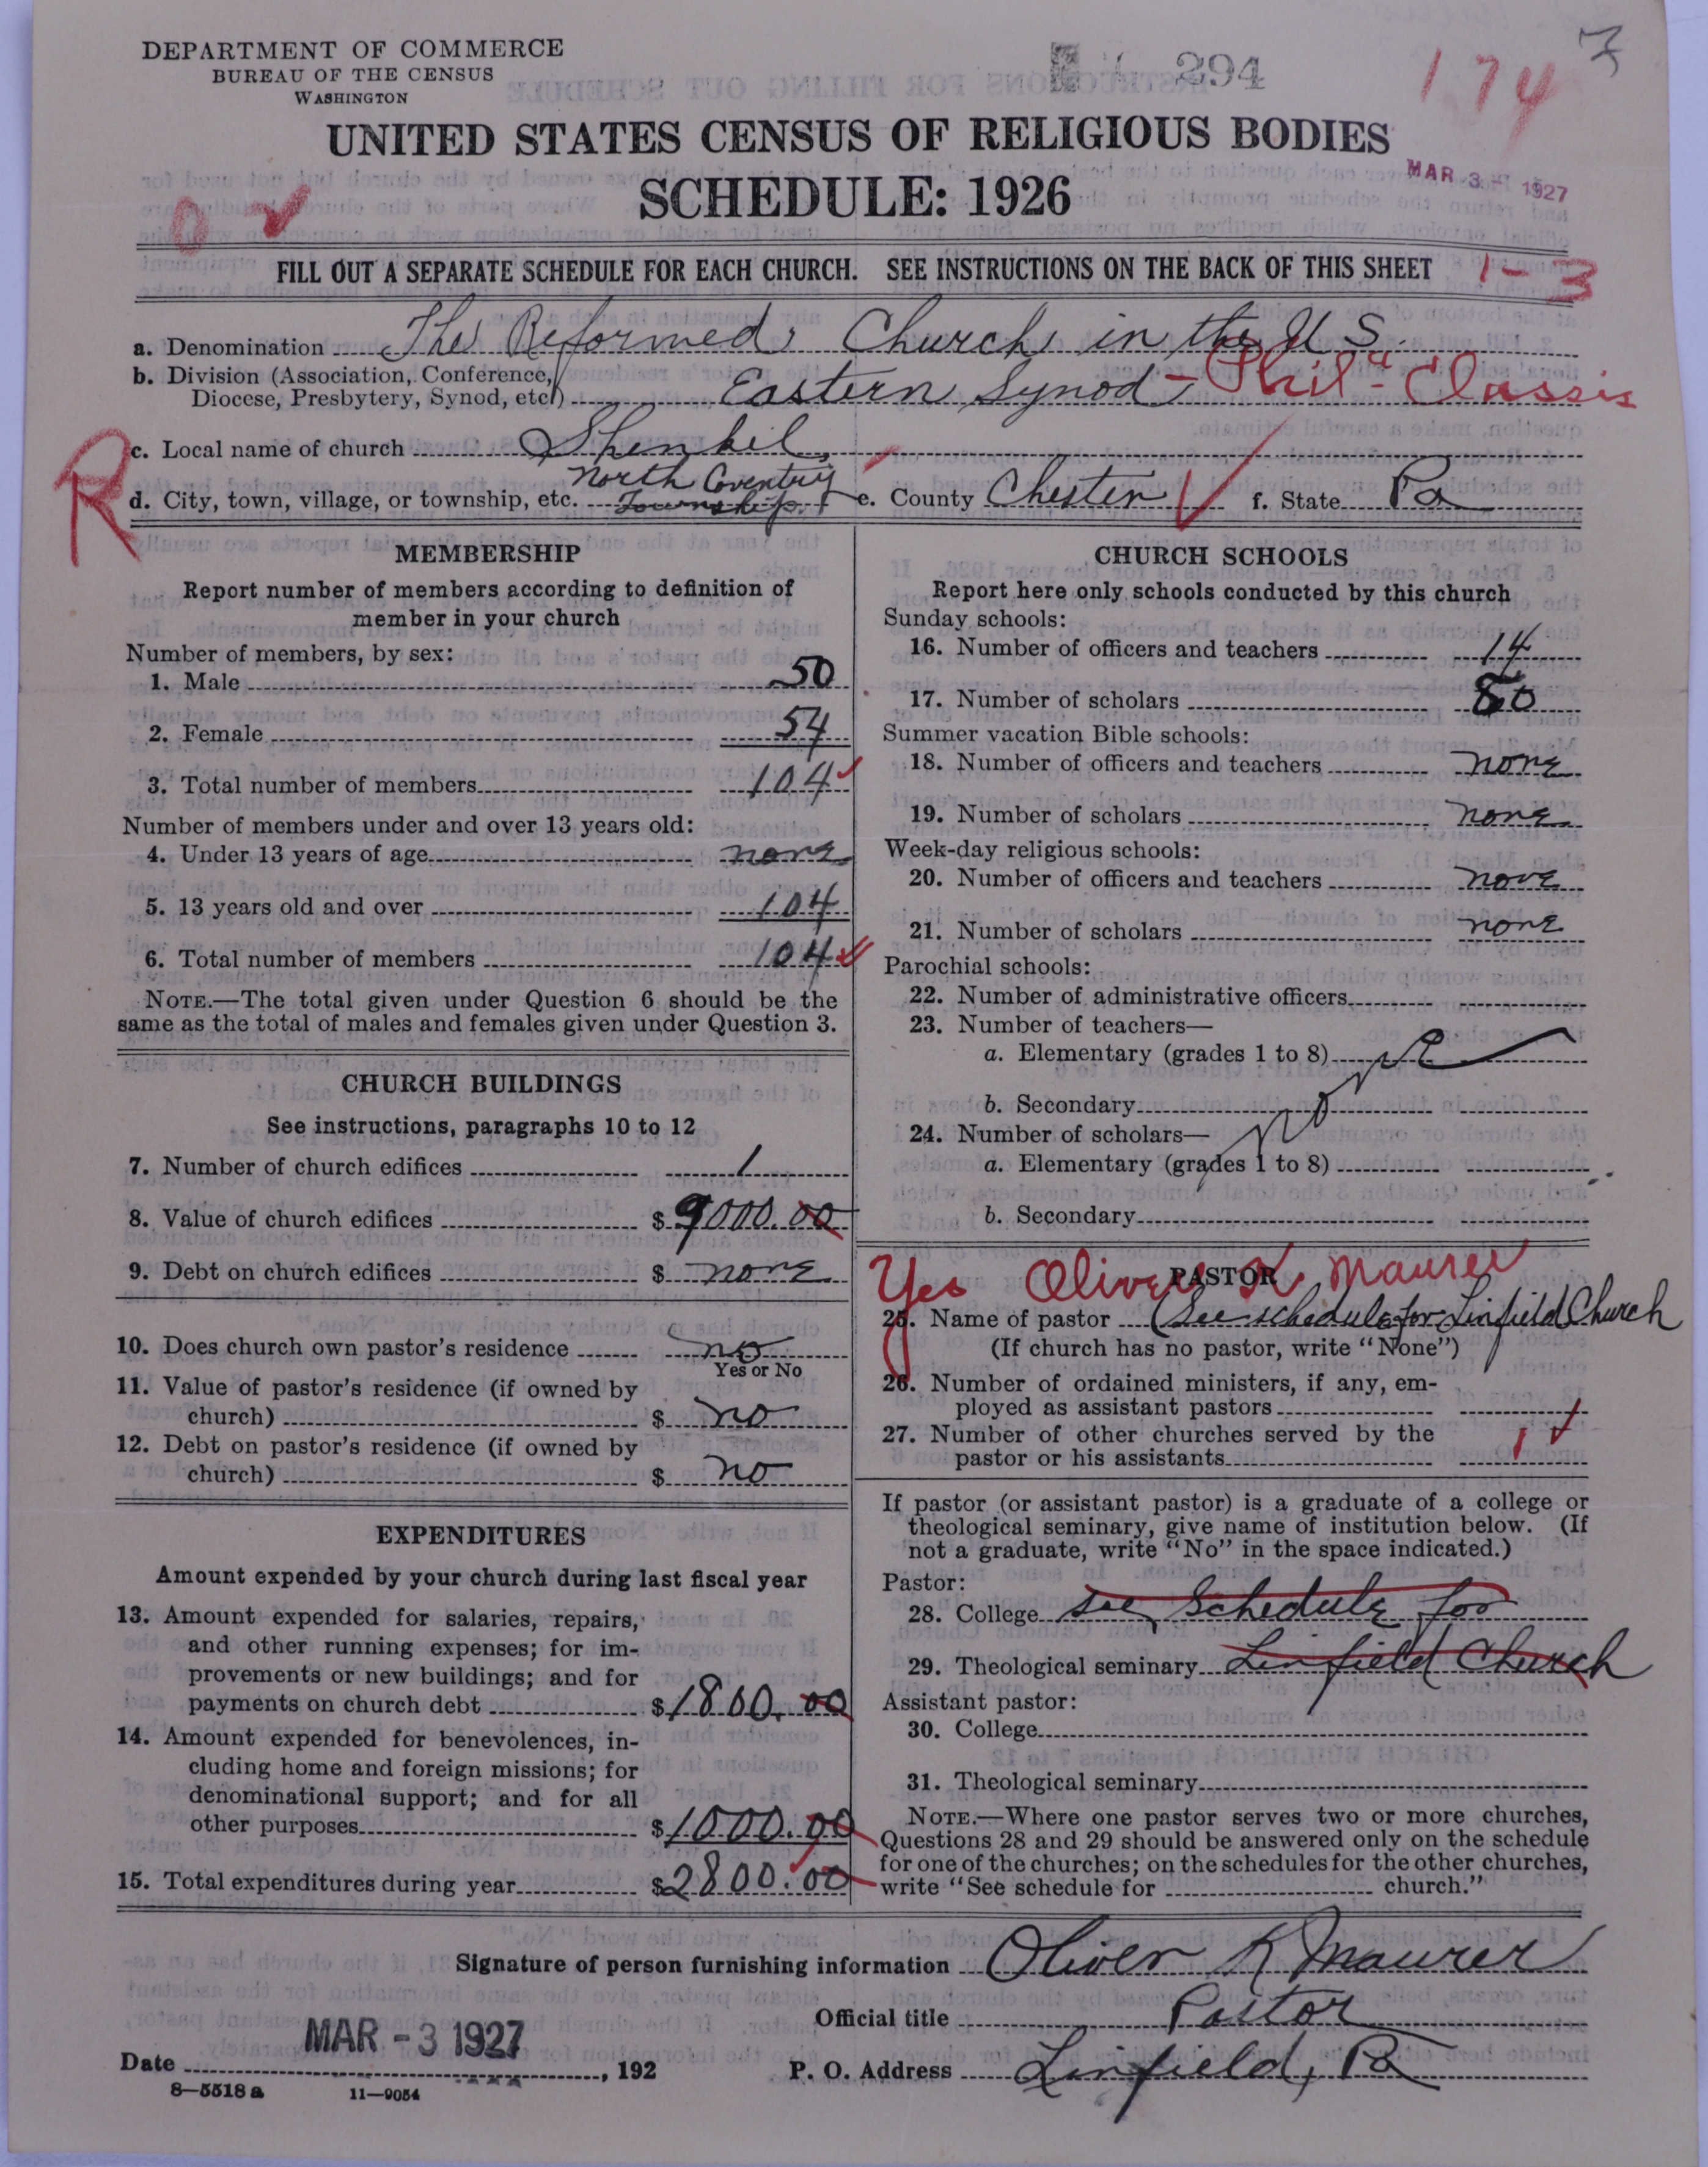 DEPARTMENT OF COMMERCE
BUREAU OF THE CENSUS
WASHINGTON
294
174
UNITED STATES CENSUS OF RELIGIOUS BODIES
SCHEDULE: 1926
MAR 3 - 1927
FILL OUT A SEPARATE SCHEDULE FOR EACH CHURCH. SEE INSTRUCTIONS ON THE BACK OF THIS SHEET
1-3
a. Denomination The Reformed Church in the U S.
b. Division (Association, Conference, Diocese, Presbytery, Synod, etc.) Eastern Synod - Phila - Classis
R
c. Local name of church Shenkel,
d. City, town, village, or township, etc. North Coventry Township. e. County Chester f. State Pa
MEMBERSHIP
Report number of members according to definition of
member in your church
Number of members, by sex:
1. Male 50
2. Female 54
3. Total number of members 104
Number of members under and over 13 years old:
4. Under 13 years of age none
5. 13 years old and over 104
6. Total number of members 104
NOTE.—The total given under Question 6 should be the
same as the total of males and females given under Question 3.
CHURCH BUILDINGS
See instructions, paragraphs 10 to 12
7. Number of church edifices 1
8. Value of church edifices $ 9000.00
9. Debt on church edifices $ none
10. Does church own pastor's residence no
Yes or No
11. Value of pastor's residence (if owned by
church) $ no
12. Debt on pastor's residence (if owned by
church) $ no
EXPENDITURES
Amount expended by your church during last fiscal year
13. Amount expended for salaries, repairs,
and other running expenses; for im-
provements or new buildings; and for
payments on church debt $ 1800.00
14. Amount expended for benevolences, in-
cluding home and foreign missions; for
denominational support; and for all
other purposes $ 1000.00
15. Total expenditures during year $ 2800.00
CHURCH SCHOOLS
Report here only schools conducted by this church
Sunday schools:
16. Number of officers and teachers 14
17. Number of scholars 80
Summer vacation Bible schools:
18. Number of officers and teachers none
19. Number of scholars none
Week-day religious schools:
20. Number of officers and teachers none
21. Number of scholars none
Parochial schools:
22. Number of administrative officers
23. Number of teachers—
a. Elementary (grades 1 to 8)
none
b. Secondary
24. Number of scholars—
a. Elementary (grades 1 to 8)
b. Secondary
Yes Oliver K Maurer
PASTOR
25. Name of pastor (See schedule for Linfield Church
(If church has no pastor, write "None")
26. Number of ordained ministers, if any, em-
ployed as assistant pastors
27. Number of other churches served by the
pastor or his assistants 1
If pastor (or assistant pastor) is a graduate of a college or
theological seminary, give name of institution below. (If
not a graduate, write "No" in the space indicated.)
Pastor:
28. College See Schedule for
29. Theological seminary Linfield Church
Assistant pastor:
30. College
31. Theological seminary
NOTE.—Where one pastor serves two or more churches,
Questions 28 and 29 should be answered only on the schedule
for one of the churches; on the schedules for the other churches,
write "See schedule for church."
Signature of person furnishing information Oliver K Maurer
Official title Pastor
Date MAR - 3 1927, 192 P. O. Address Linfield, Pa
8-5518 a 11-9054